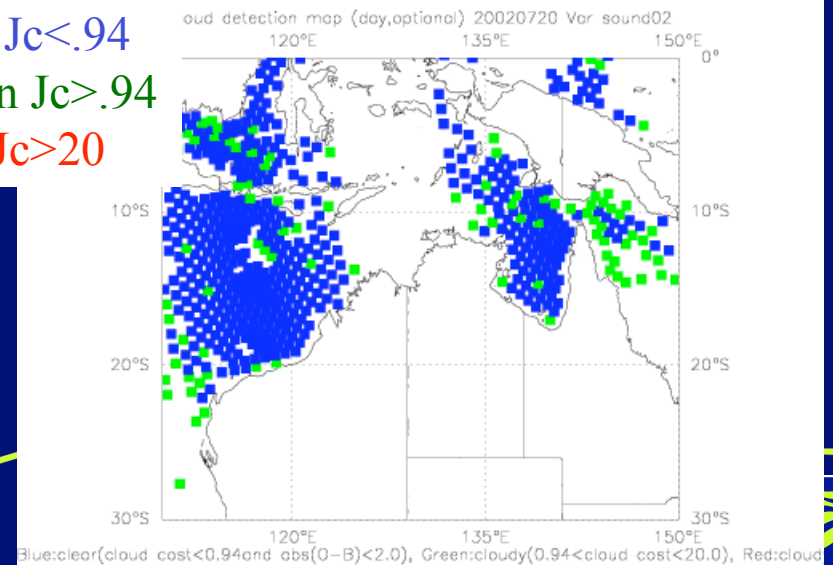 Jc<.94
n Jc>.94
Jc>20
oud detection map (day,optional) 20020720 Var sound02
120°E 135°E 150°E
0°
10°S 10°S
20°S 20°S
30°S 30°S
120°E 135°E 150°E
Blue:clear(cloud cost<0.94and abs(O-B)<2.0), Green:cloudy(0.94<cloud cost<20.0), Red:cloud